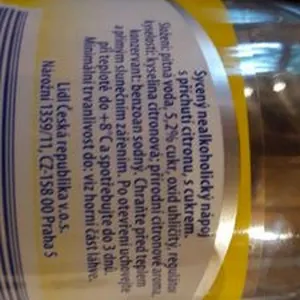 Sycený nealkoholický nápoj
s příchutí citronu, s cukrem.
Složení: pitná voda, 5,2% cukr, oxid uhličitý, regulátor
kyselosti: kyselina citronová; přírodní citronové aroma,
konzervant: benzoan sodný. Chraňte před teplem
a přímým slunečním zářením. Po otevření uchovejte
při teplotě do +8°C a spotřebujte do 3 dnů.
Minimální trvanlivost do: viz horní část láhve.
Lidl Česká republika v.o.s.
Nárožní 1359/11, CZ-158 00 Praha 5